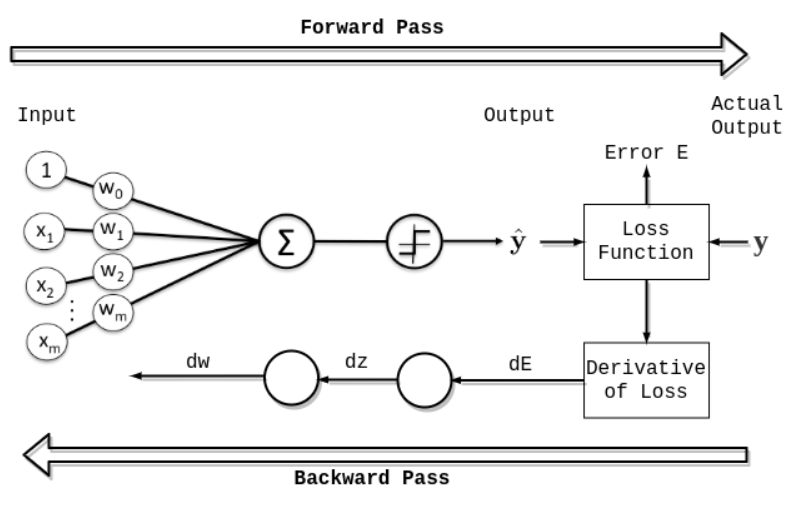 Forward Pass
Input
Output
Actual
Output
Error E
1
w₀
x₁
w₁
x₂
w₂
⋮
xₘ
wₘ
Σ
ŷ
Loss
Function
y
dw
dz
dE
Derivative
of Loss
Backward Pass